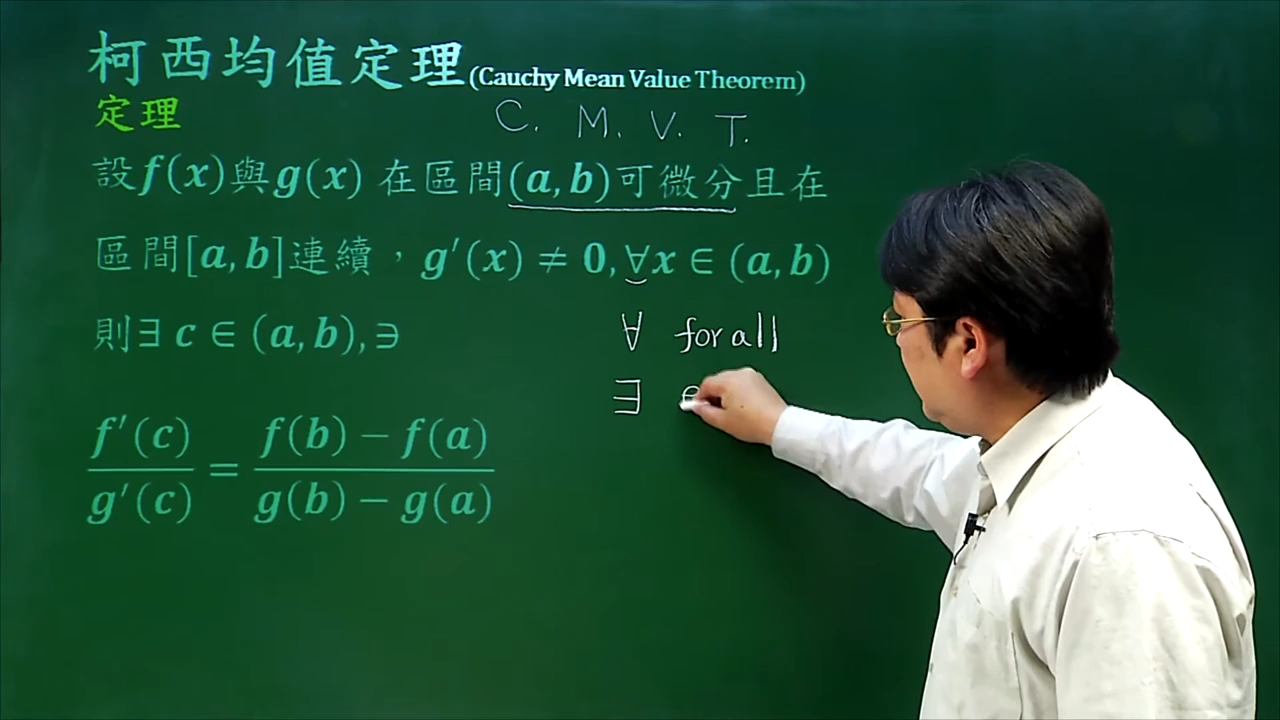 柯西均值定理(Cauchy Mean Value Theorem)
定理
C. M. V. T.
設f(x)與g(x) 在區間(a,b)可微分且在
區間[a,b]連續，g′(x) ≠ 0,∀x ∈ (a,b)
則∃ c ∈ (a,b),∋
∀ for all
∃ e
f′(c)/g′(c) = f(b) − f(a)/g(b) − g(a)